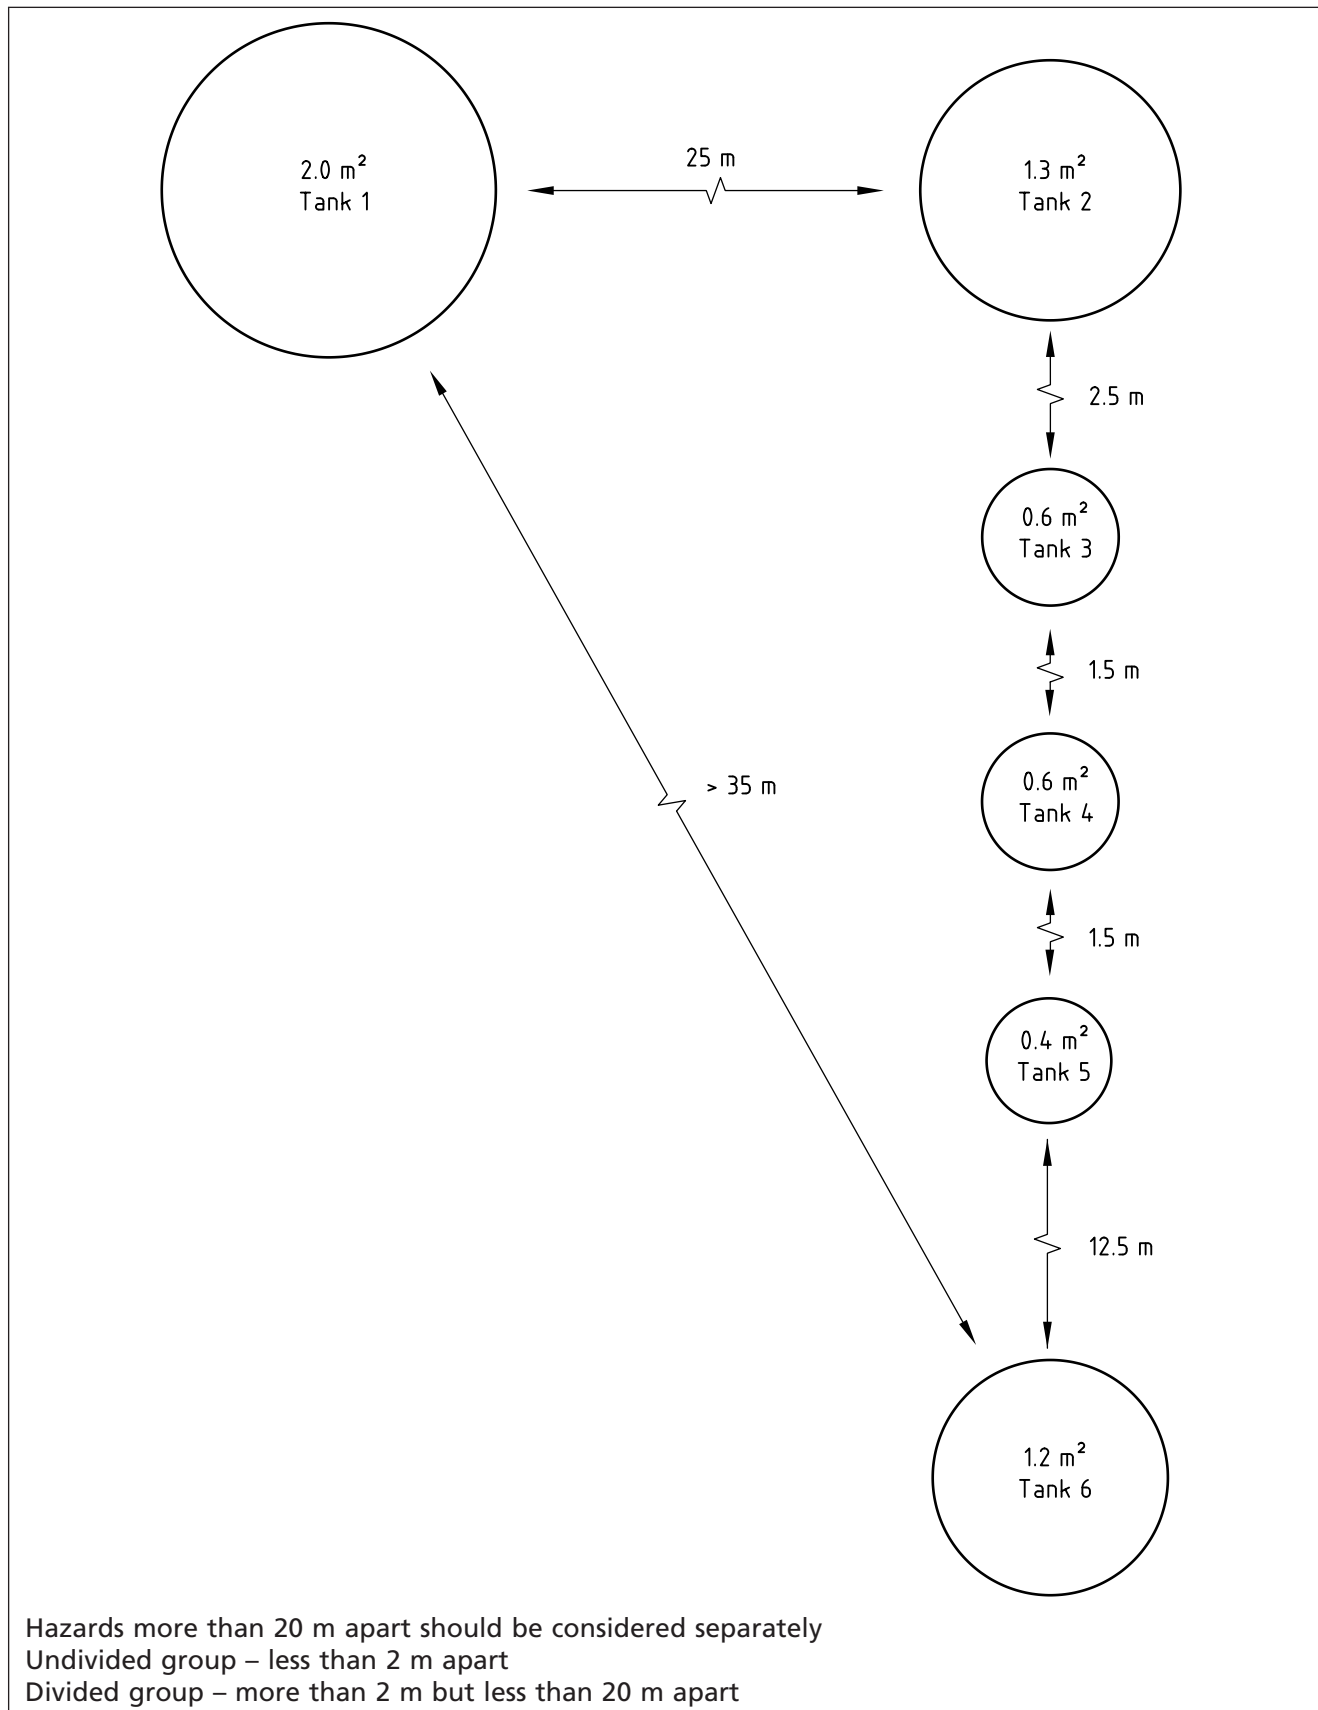 2.0 m²
Tank 1
25 m
1.3 m²
Tank 2
2.5 m
0.6 m²
Tank 3
1.5 m
> 35 m
0.6 m²
Tank 4
1.5 m
0.4 m²
Tank 5
12.5 m
1.2 m²
Tank 6
Hazards more than 20 m apart should be considered separately
Undivided group – less than 2 m apart
Divided group – more than 2 m but less than 20 m apart